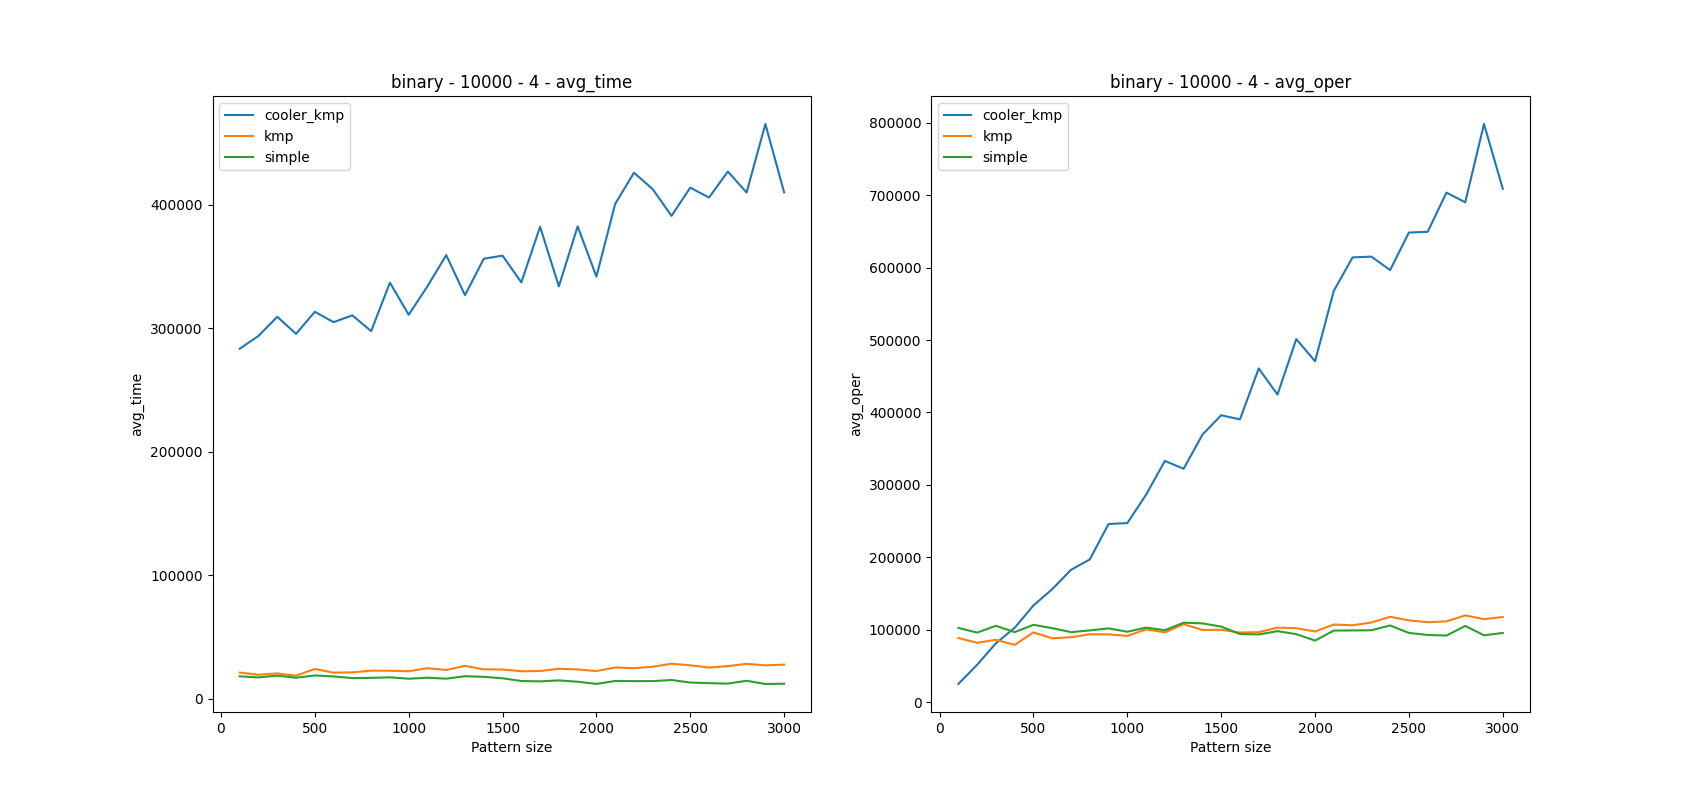 binary - 10000 - 4 - avg_time
cooler_kmp
kmp
simple
400000
300000
200000
100000
0
avg_time
0 500 1000 1500 2000 2500 3000
Pattern size
binary - 10000 - 4 - avg_oper
cooler_kmp
kmp
simple
800000
700000
600000
500000
400000
300000
200000
100000
0
avg_oper
0 500 1000 1500 2000 2500 3000
Pattern size